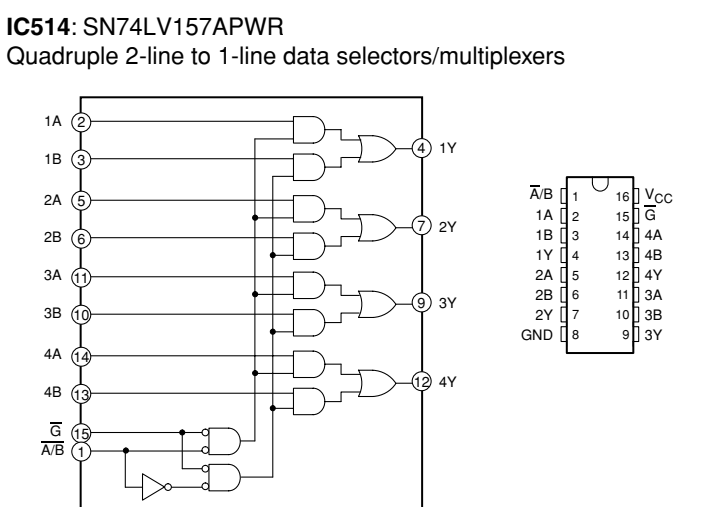 IC514: SN74LV157APWR
Quadruple 2-line to 1-line data selectors/multiplexers
1A 2
1B 3
2A 5
2B 6
3A 11
3B 10
4A 14
4B 13
G̅ 15
A̅/̅B̅ 1
4 1Y
7 2Y
9 3Y
12 4Y
A̅/B 1 16 VCC
1A 2 15 G̅
1B 3 14 4A
1Y 4 13 4B
2A 5 12 4Y
2B 6 11 3A
2Y 7 10 3B
GND 8 9 3Y